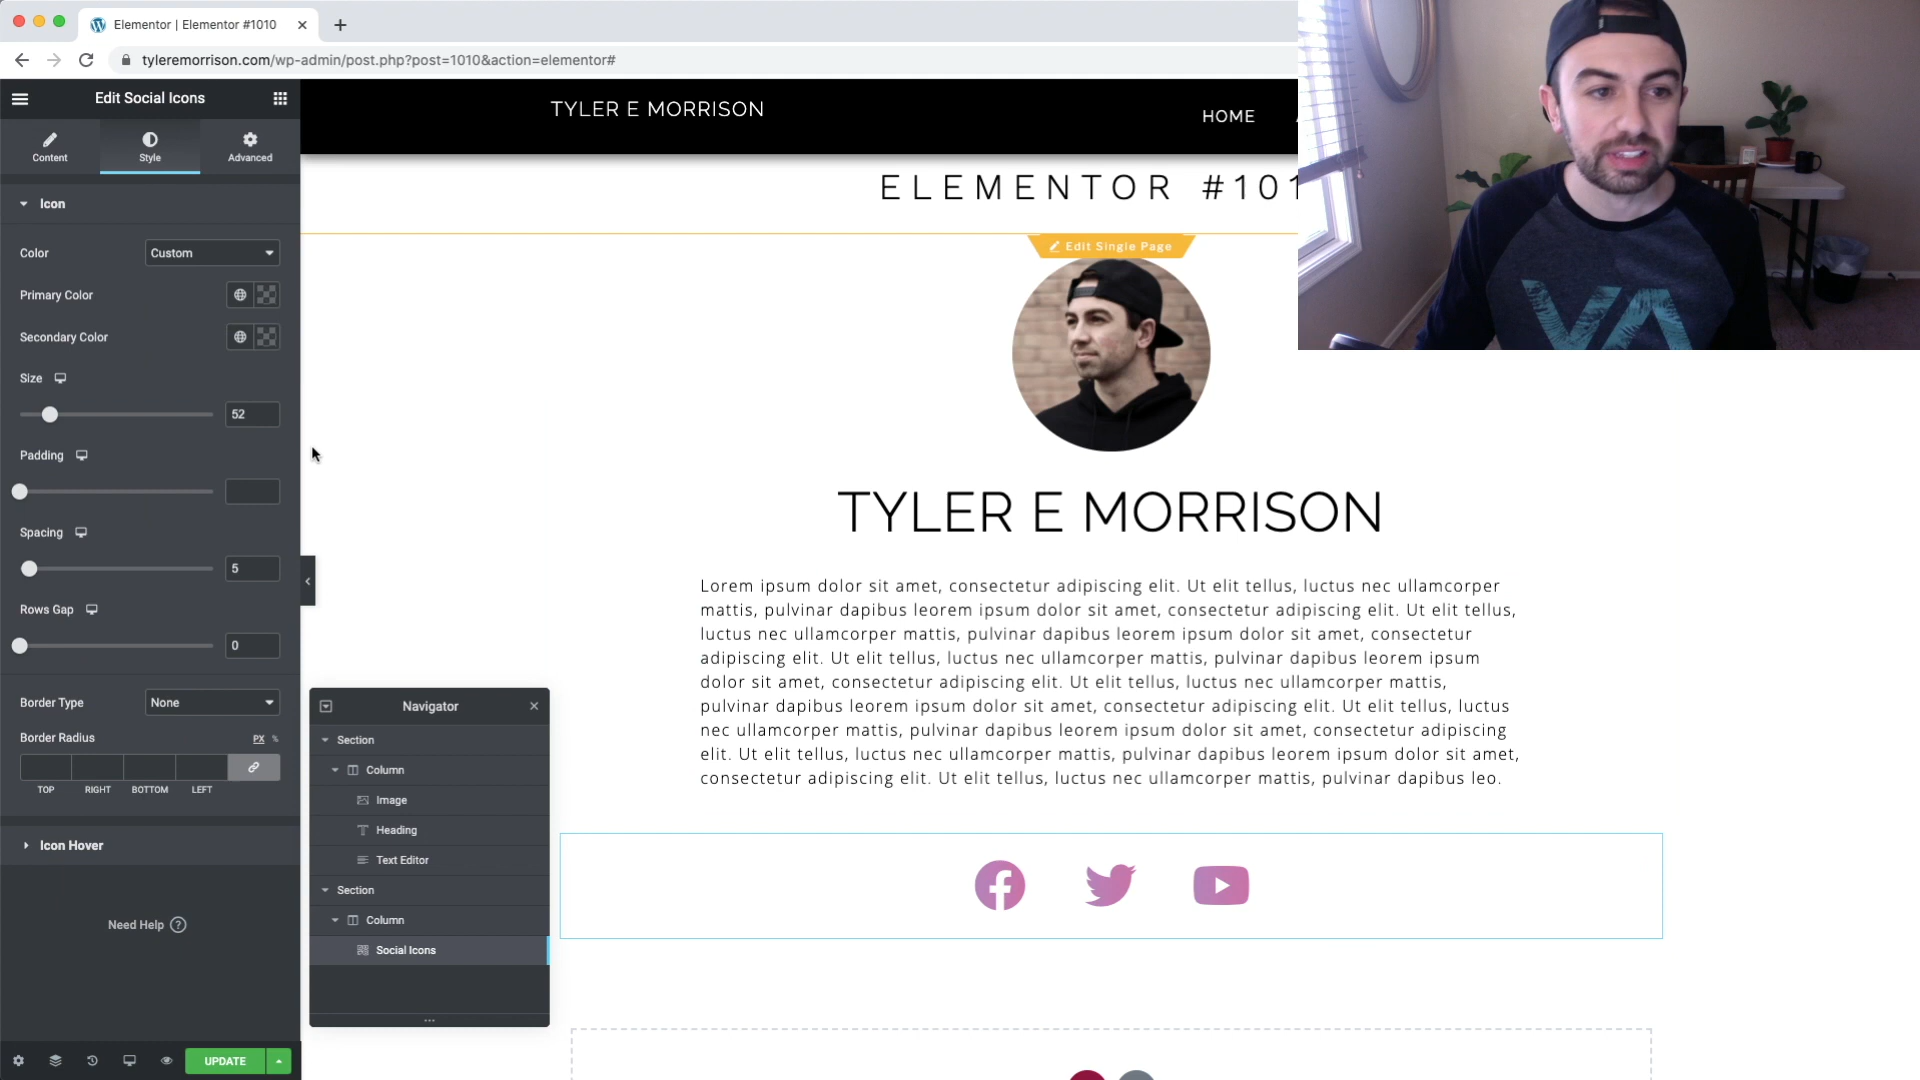 Elementor | Elementor #1010
tyleremorrison.com/wp-admin/post.php?post=1010&action=elementor#
Edit Social Icons
Content
Style
Advanced
Icon
Color
Custom
Primary Color
Secondary Color
Size
52
Padding
Spacing
5
Rows Gap
0
Border Type
None
Border Radius
PX %
TOP RIGHT BOTTOM LEFT
Icon Hover
Need Help ?
UPDATE
Navigator
Section
Column
Image
Heading
Text Editor
Section
Column
Social Icons
TYLER E MORRISON
HOME
ELEMENTOR #101
Edit Single Page
TYLER E MORRISON
Lorem ipsum dolor sit amet, consectetur adipiscing elit. Ut elit tellus, luctus nec ullamcorper
mattis, pulvinar dapibus leorem ipsum dolor sit amet, consectetur adipiscing elit. Ut elit tellus,
luctus nec ullamcorper mattis, pulvinar dapibus leorem ipsum dolor sit amet, consectetur
adipiscing elit. Ut elit tellus, luctus nec ullamcorper mattis, pulvinar dapibus leorem ipsum
dolor sit amet, consectetur adipiscing elit. Ut elit tellus, luctus nec ullamcorper mattis,
pulvinar dapibus leorem ipsum dolor sit amet, consectetur adipiscing elit. Ut elit tellus, luctus
nec ullamcorper mattis, pulvinar dapibus leorem ipsum dolor sit amet, consectetur adipiscing
elit. Ut elit tellus, luctus nec ullamcorper mattis, pulvinar dapibus leorem ipsum dolor sit amet,
consectetur adipiscing elit. Ut elit tellus, luctus nec ullamcorper mattis, pulvinar dapibus leo.
VA